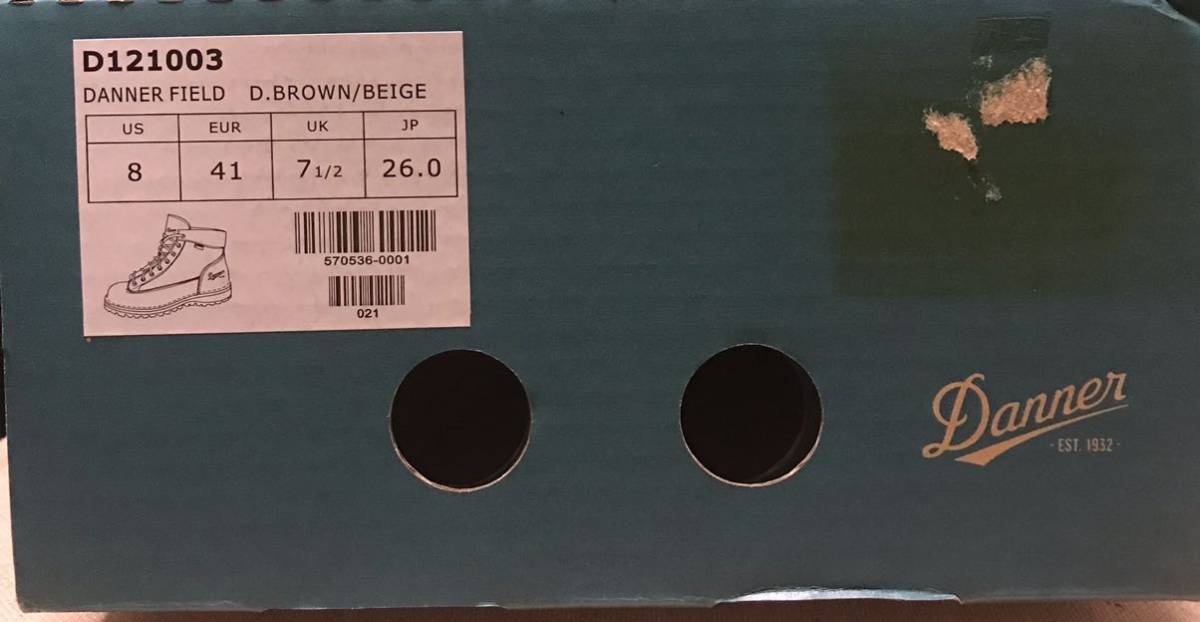 D121003
DANNER FIELD D.BROWN/BEIGE
US EUR UK JP
8 41 7 1/2 26.0
570536-0001
021
Danner
- EST. 1932 -